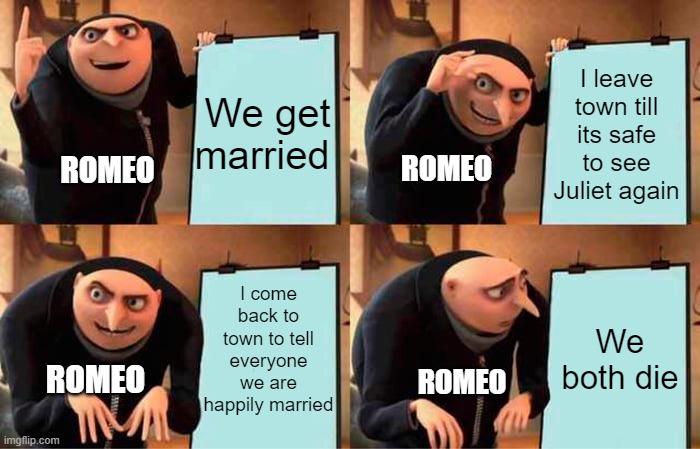 We get
married
ROMEO
I leave
town till
its safe
to see
Juliet again
ROMEO
I come
back to
town to tell
everyone
we are
happily married
ROMEO
We
both die
ROMEO
imgflip.com